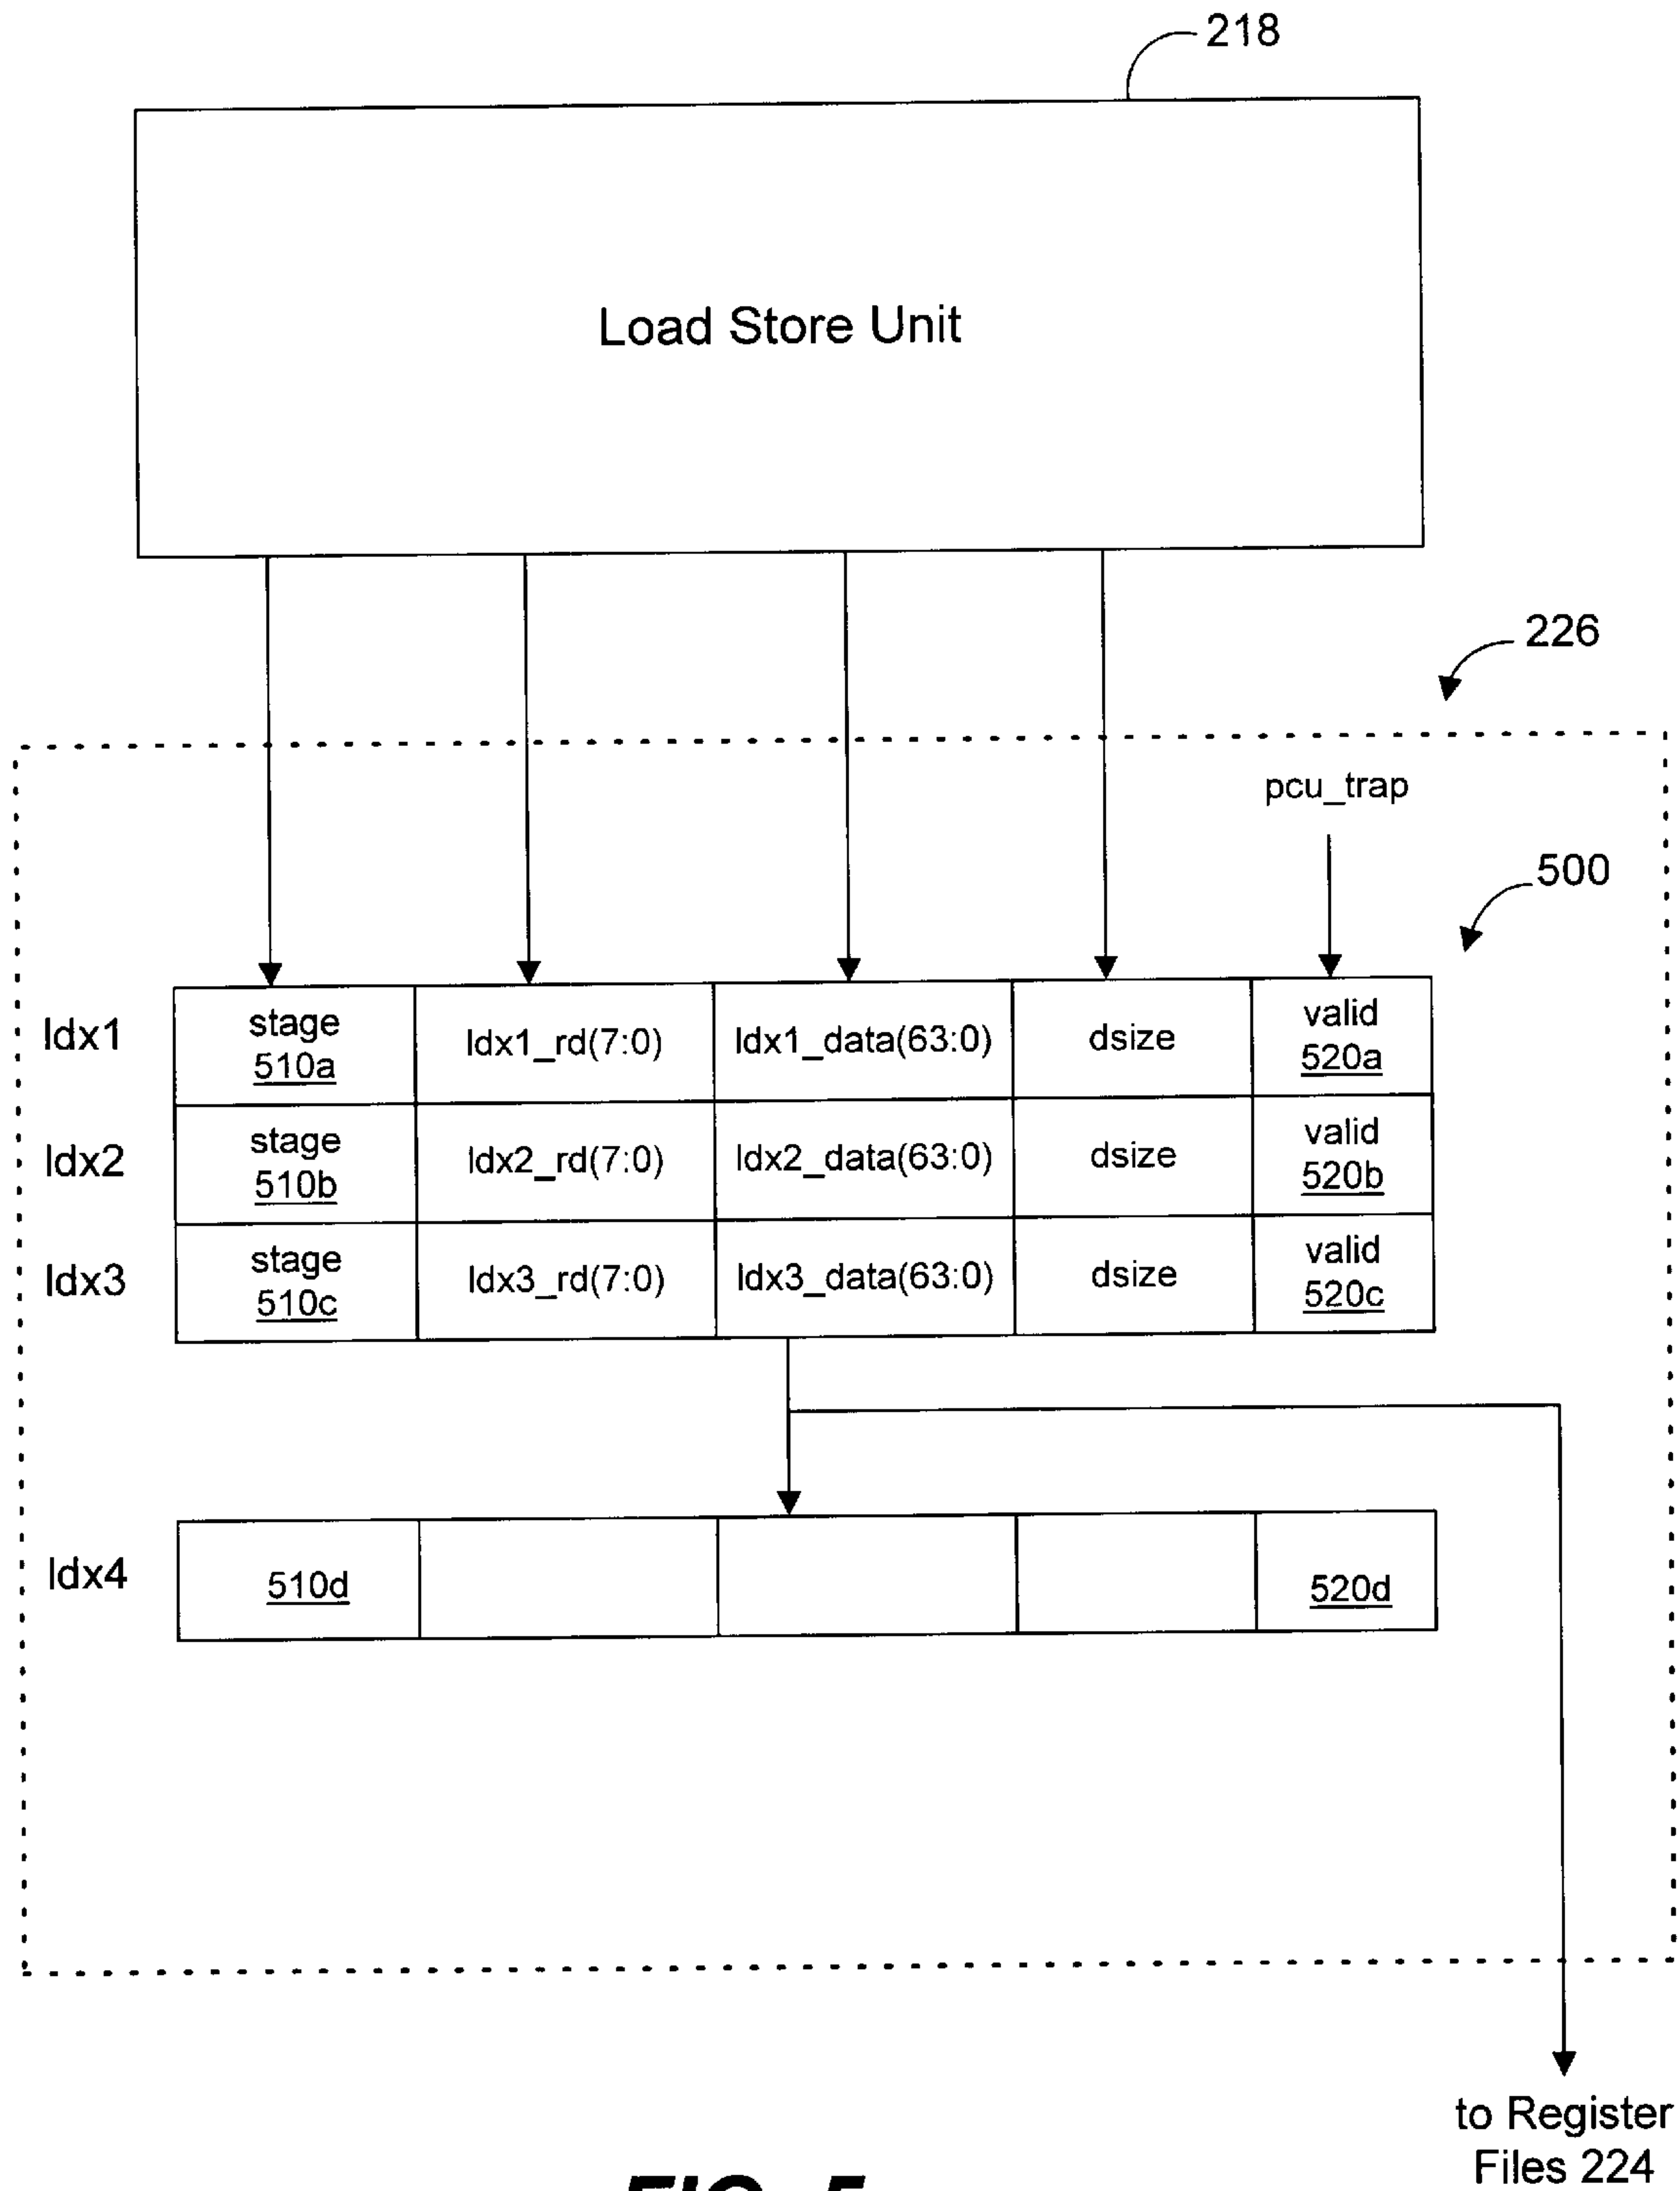 218
Load Store Unit
226
pcu_trap
500
ldx1
stage
510a
ldx1_rd(7:0)
ldx1_data(63:0)
dsize
valid
520a
ldx2
stage
510b
ldx2_rd(7:0)
ldx2_data(63:0)
dsize
valid
520b
ldx3
stage
510c
ldx3_rd(7:0)
ldx3_data(63:0)
dsize
valid
520c
ldx4
510d
520d
to Register
Files 224
FIG. 5